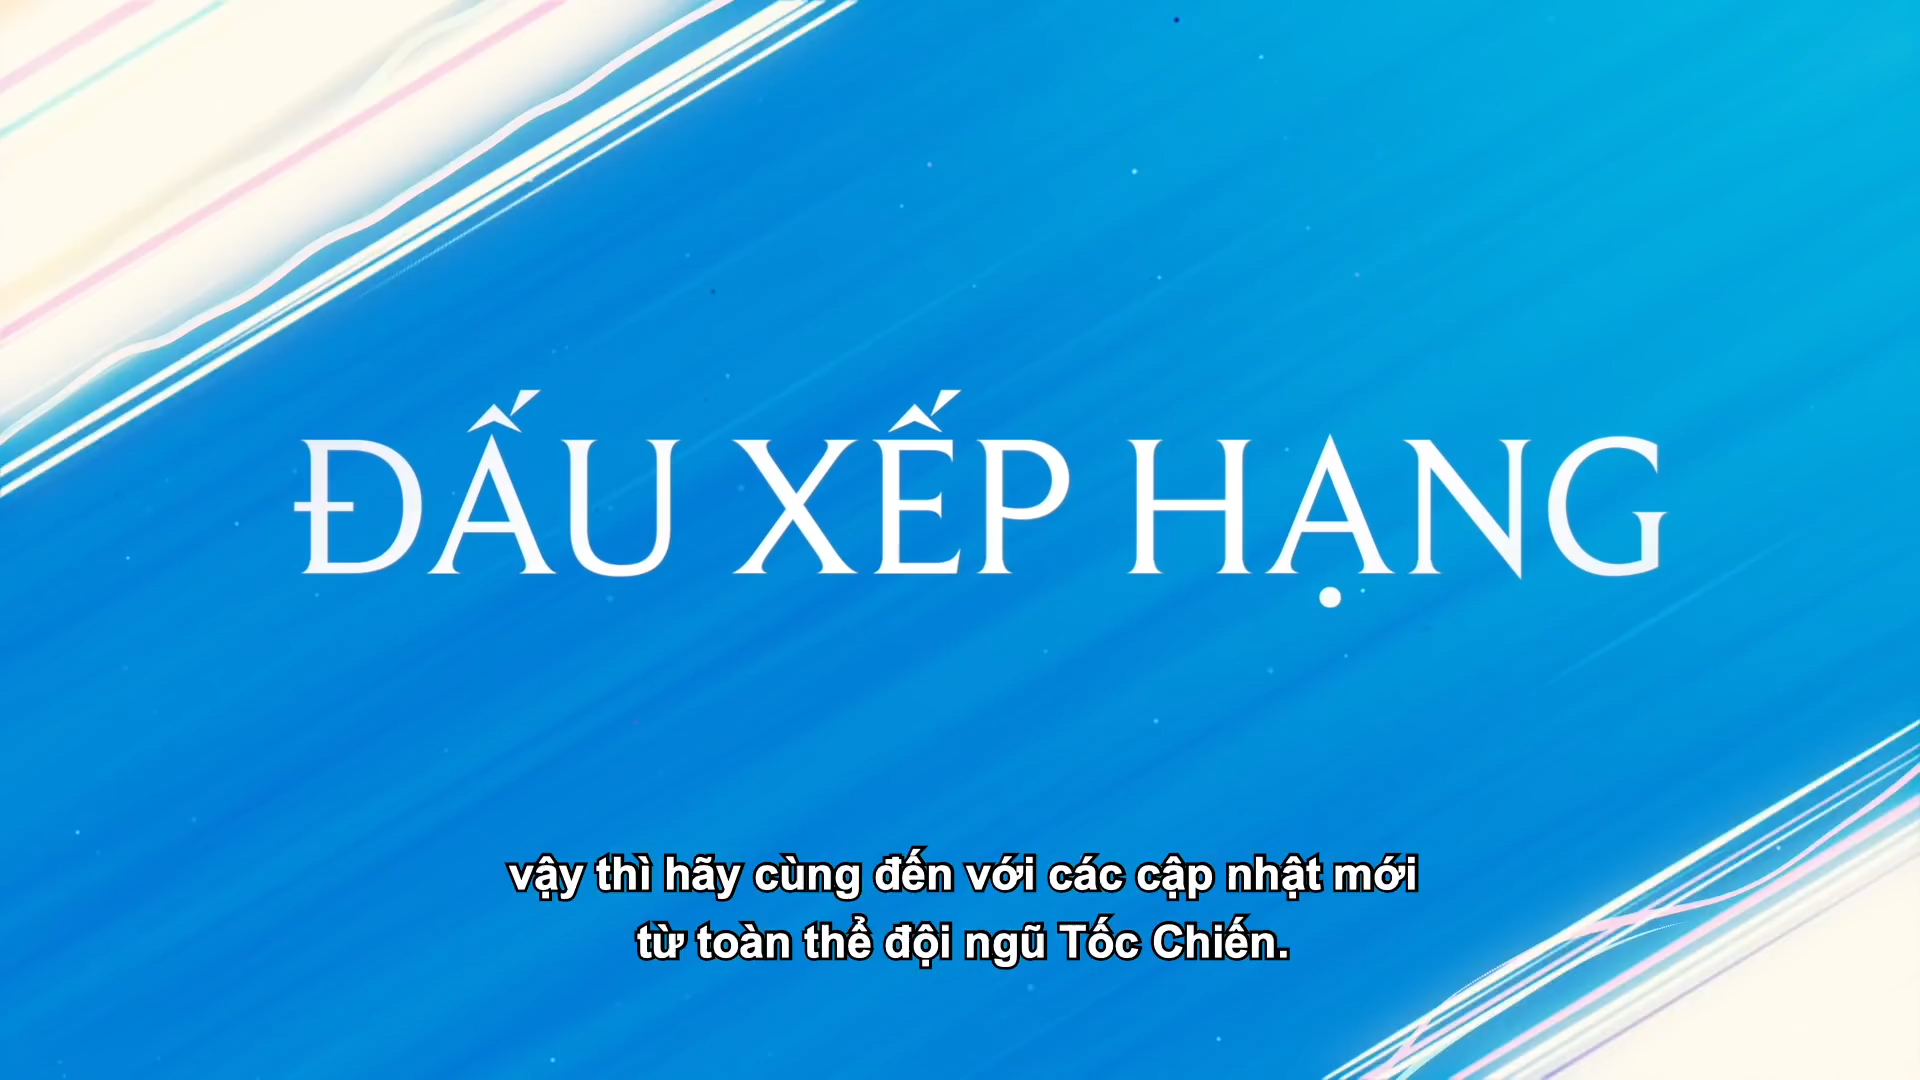 ĐẤU XẾP HẠNG
vậy thì hãy cùng đến với các cập nhật mới
từ toàn thể đội ngũ Tốc Chiến.